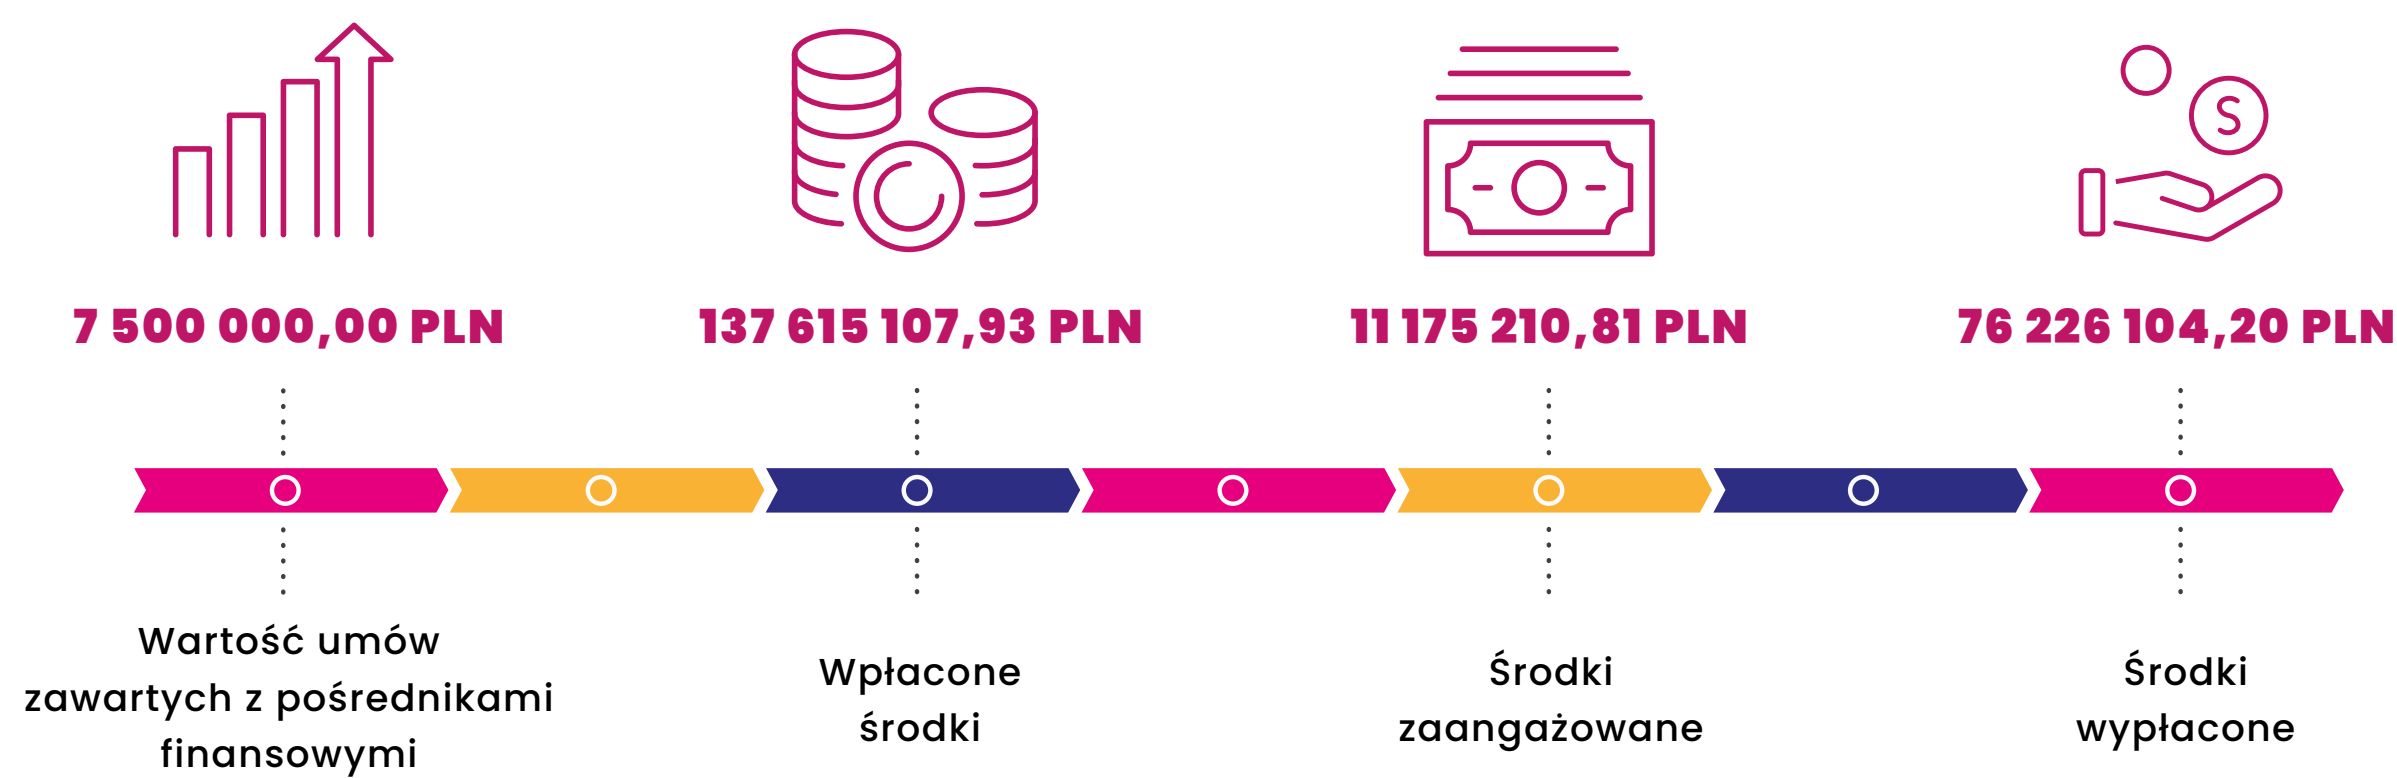 7 500 000,00 PLN
137 615 107,93 PLN
11 175 210,81 PLN
76 226 104,20 PLN
Wartość umów
zawartych z pośrednikami
finansowymi
Wpłacone
środki
Środki
zaangażowane
Środki
wypłacone
S